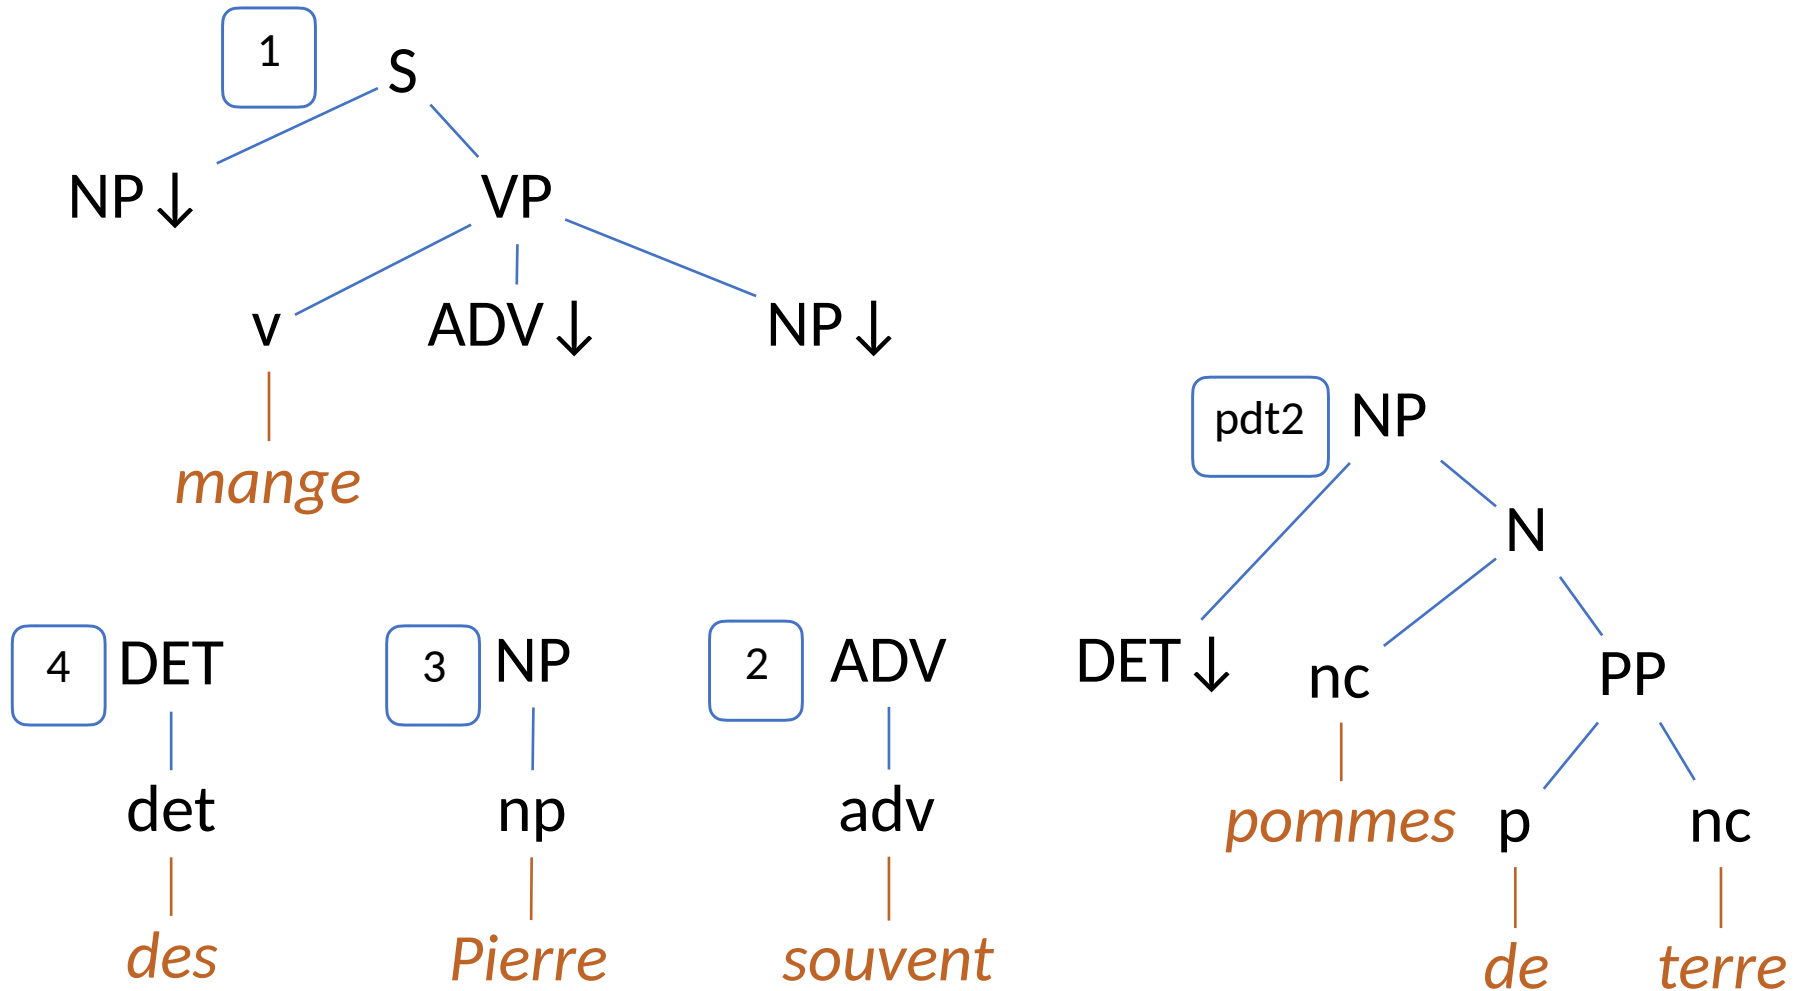 1 S
NP↓ VP
v ADV↓ NP↓
mange
pdt2 NP
N
4 DET 3 NP 2 ADV DET↓ nc PP
det np adv pommes p nc
des Pierre souvent de terre